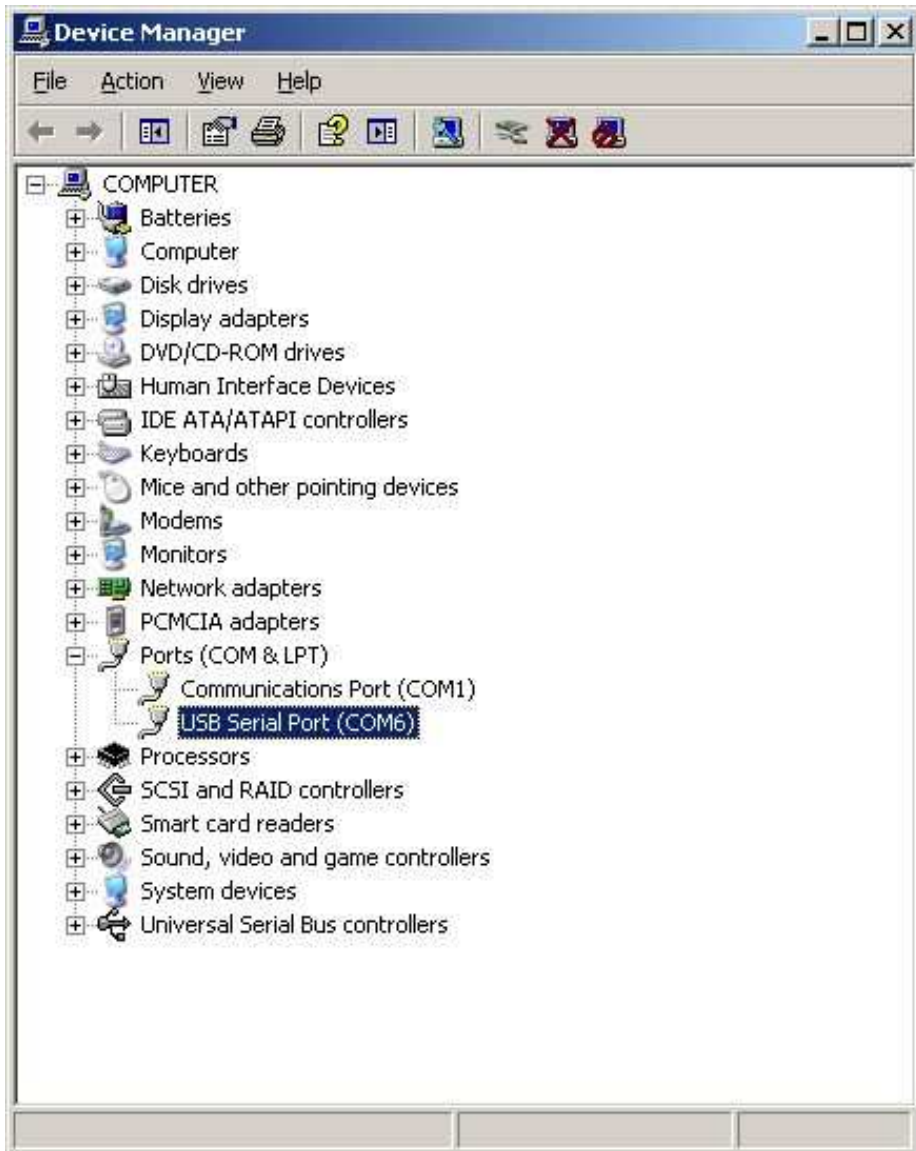 Device Manager
File Action View Help
COMPUTER
Batteries
Computer
Disk drives
Display adapters
DVD/CD-ROM drives
Human Interface Devices
IDE ATA/ATAPI controllers
Keyboards
Mice and other pointing devices
Modems
Monitors
Network adapters
PCMCIA adapters
Ports (COM & LPT)
Communications Port (COM1)
USB Serial Port (COM6)
Processors
SCSI and RAID controllers
Smart card readers
Sound, video and game controllers
System devices
Universal Serial Bus controllers